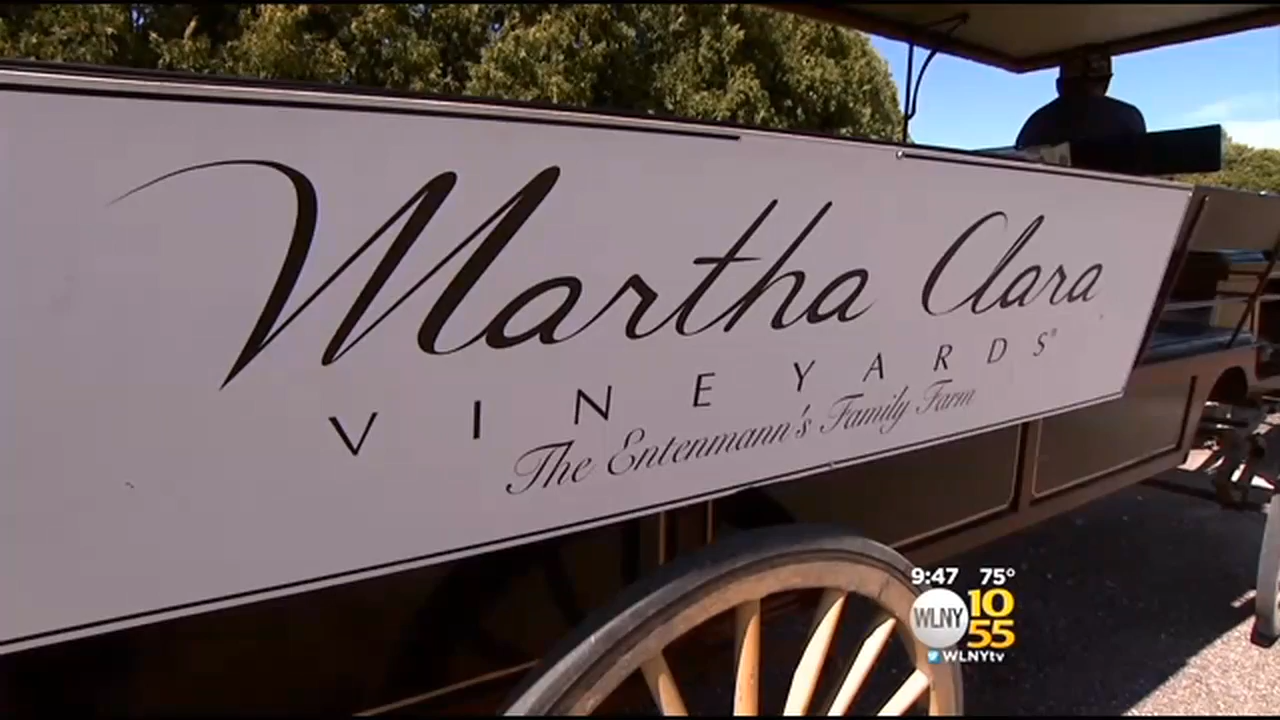 Martha Clara
VINEYARDS®
The Entenmann's Family Farm
9:47 75°
WLNY 10
55
WLNYtv